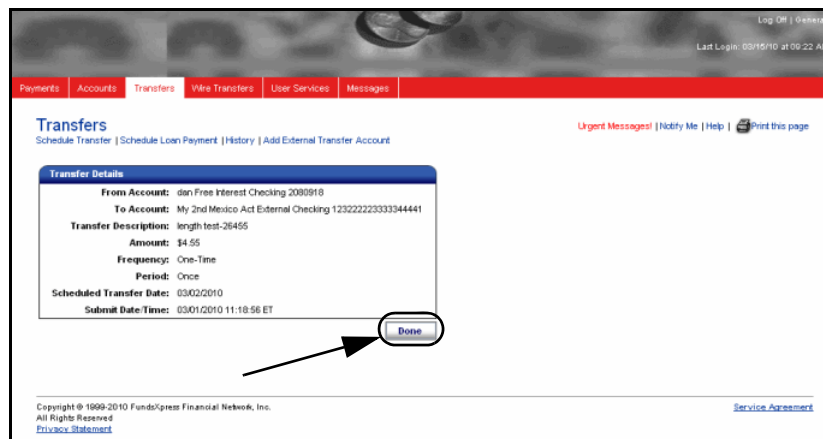 Log Off | Genera
Last Login: 03/15/10 at 09:22 A
Payments Accounts Transfers Wire Transfers User Services Messages
Transfers
Schedule Transfer | Schedule Loan Payment | History | Add External Transfer Account
Urgent Messages! | Notify Me | Help | Print this page
Transfer Details
From Account: dan Free Interest Checking 2080918
To Account: My 2nd Mexico Act External Checking 123222223333344441
Transfer Description: length test-26455
Amount: $4.55
Frequency: One-Time
Period: Once
Scheduled Transfer Date: 03/02/2010
Submit Date/Time: 03/01/2010 11:18:56 ET
Done
Copyright © 1999-2010 FundsXpress Financial Network, Inc.
All Rights Reserved
Privacy Statement
Service Agreement